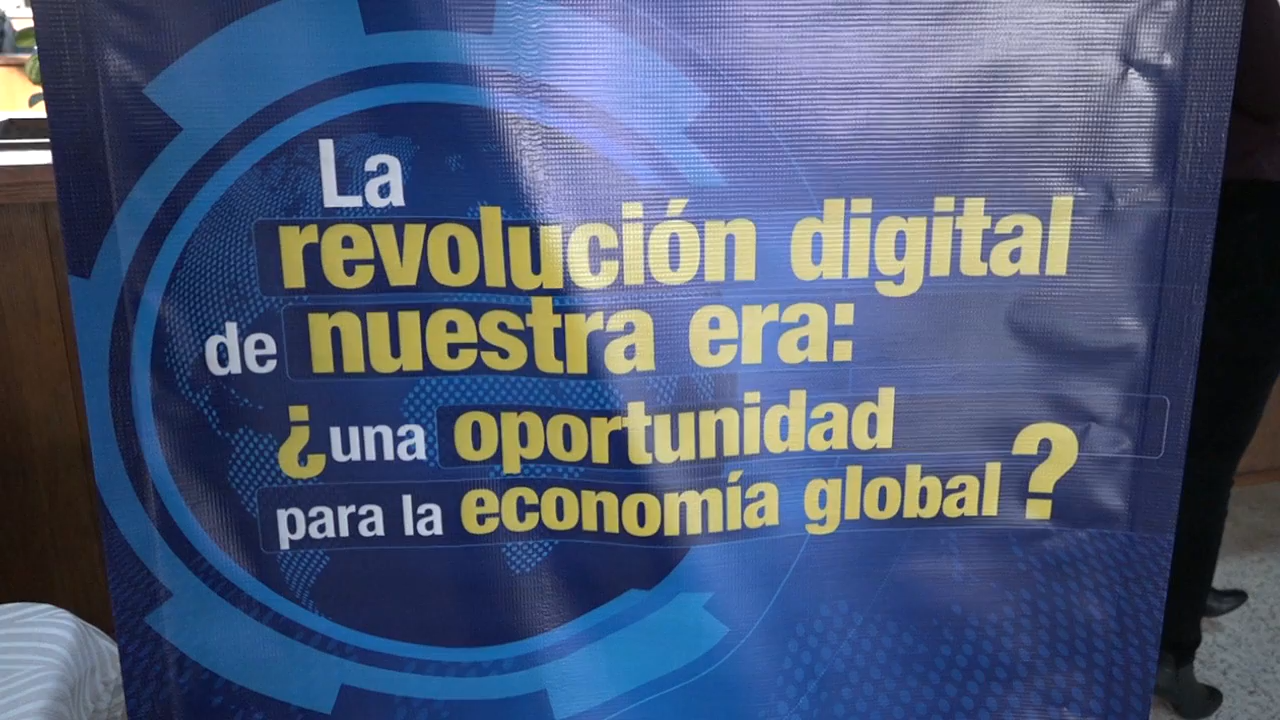 La
revolución digital
de nuestra era:
¿una oportunidad
para la economía global?